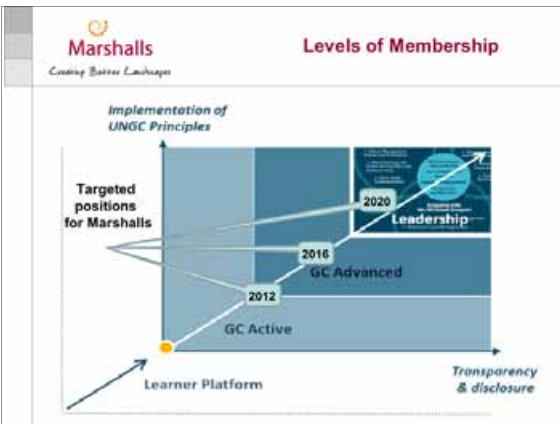 Marshalls
Creating Better Landscapes
Levels of Membership
Implementation of
UNGC Principles
Targeted
positions
for Marshalls
2020
Leadership
2016
GC Advanced
2012
GC Active
Learner Platform
Transparency
& disclosure